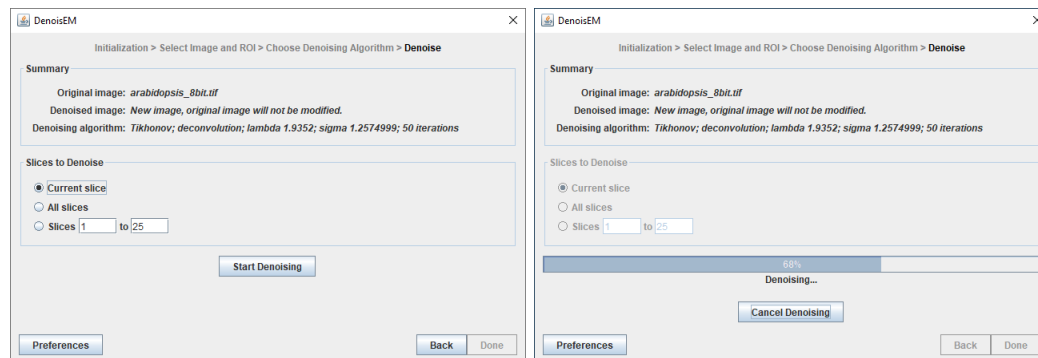 DenoisEM
Initialization > Select Image and ROI > Choose Denoising Algorithm > Denoise
Summary
Original image: arabidopsis_8bit.tif
Denoised image: New image, original image will not be modified.
Denoising algorithm: Tikhonov; deconvolution; lambda 1.9352; sigma 1.2574999; 50 iterations
Slices to Denoise
Current slice
All slices
Slices 1 to 25
Start Denoising
Preferences Back Done
DenoisEM
Initialization > Select Image and ROI > Choose Denoising Algorithm > Denoise
Summary
Original image: arabidopsis_8bit.tif
Denoised image: New image, original image will not be modified.
Denoising algorithm: Tikhonov; deconvolution; lambda 1.9352; sigma 1.2574999; 50 iterations
Slices to Denoise
Current slice
All slices
Slices 1 to 25
68%
Denoising...
Cancel Denoising
Preferences Back Done